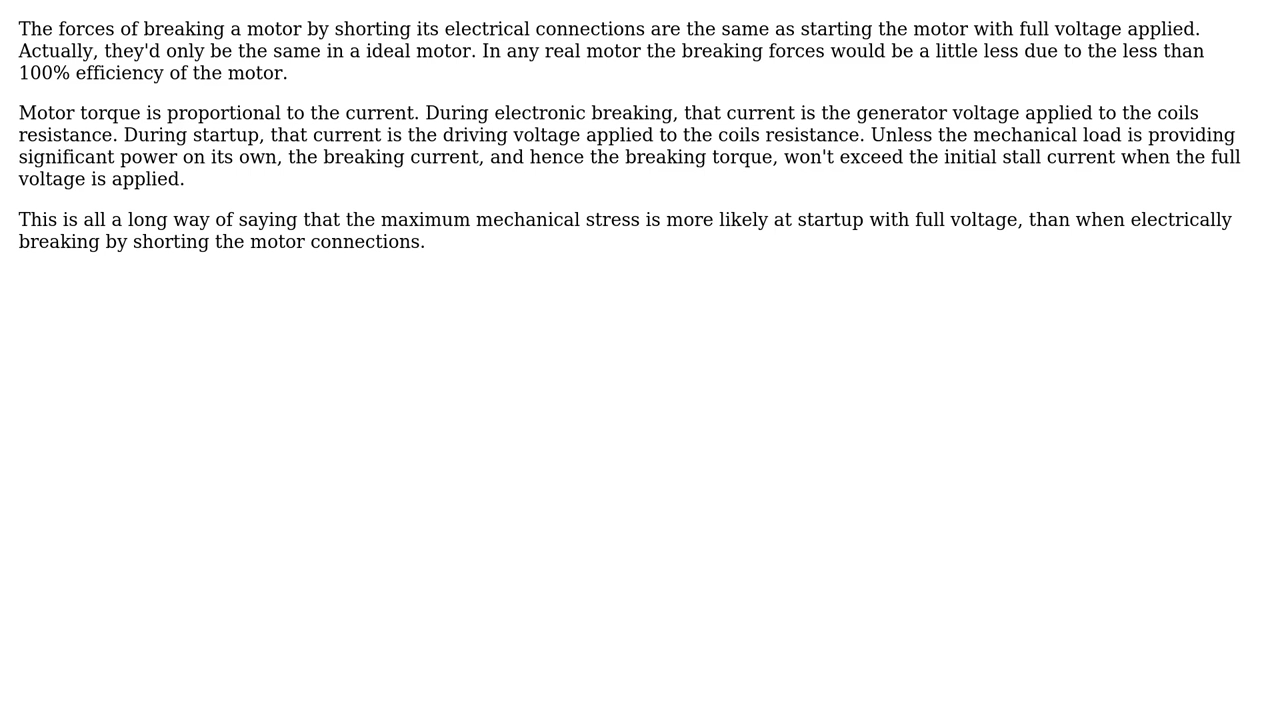 The forces of breaking a motor by shorting its electrical connections are the same as starting the motor with full voltage applied.
Actually, they'd only be the same in a ideal motor. In any real motor the breaking forces would be a little less due to the less than
100% efficiency of the motor.
Motor torque is proportional to the current. During electronic breaking, that current is the generator voltage applied to the coils
resistance. During startup, that current is the driving voltage applied to the coils resistance. Unless the mechanical load is providing
significant power on its own, the breaking current, and hence the breaking torque, won't exceed the initial stall current when the full
voltage is applied.
This is all a long way of saying that the maximum mechanical stress is more likely at startup with full voltage, than when electrically
breaking by shorting the motor connections.